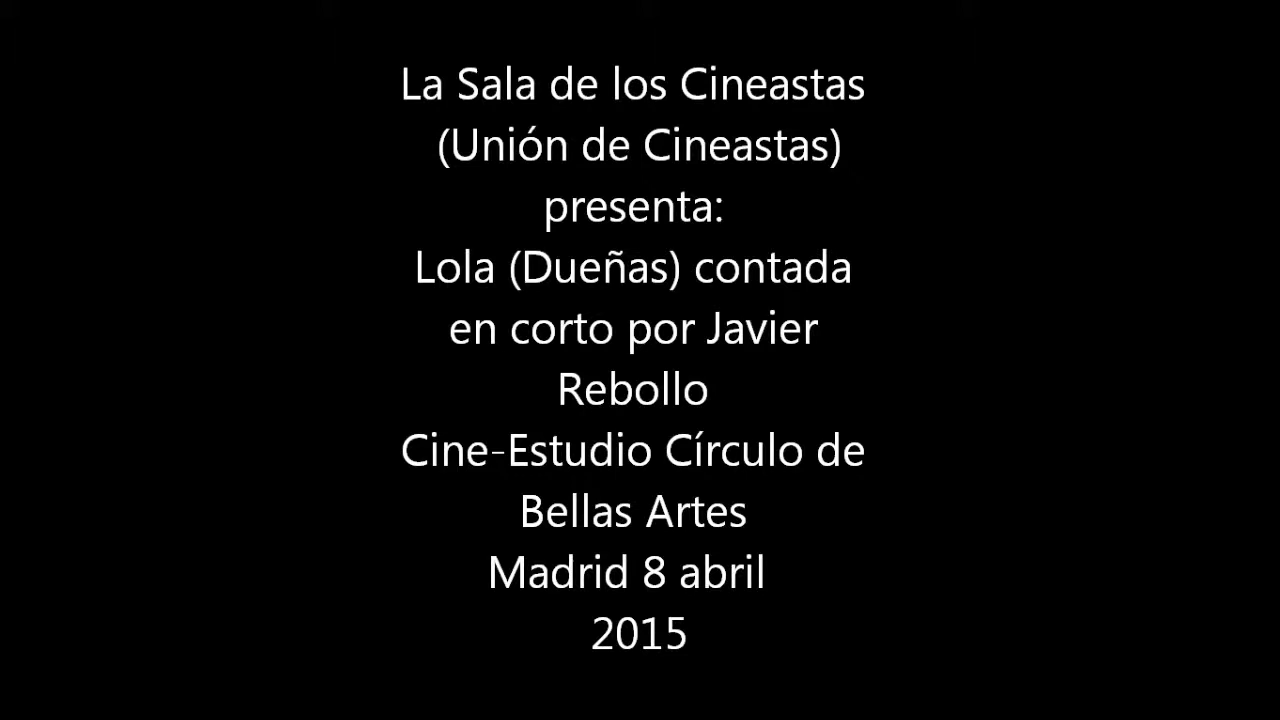 La Sala de los Cineastas
(Unión de Cineastas)
presenta:
Lola (Dueñas) contada
en corto por Javier
Rebollo
Cine-Estudio Círculo de
Bellas Artes
Madrid 8 abril
2015